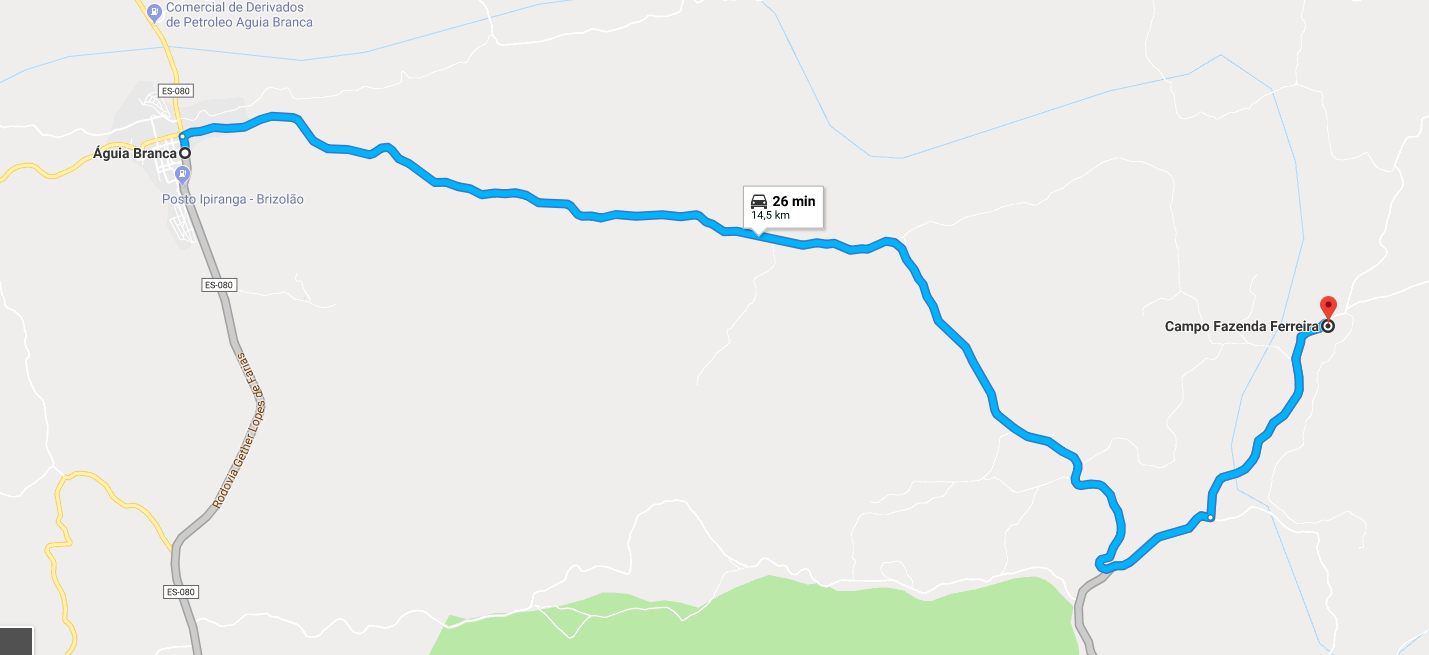 Comercial de Derivados
de Petroleo Aguia Branca
ES-080
Águia Branca
Posto Ipiranga - Brizolão
26 min
14,5 km
ES-080
Campo Fazenda Ferreira
Rodovia Gether Lopes de Farias
ES-080